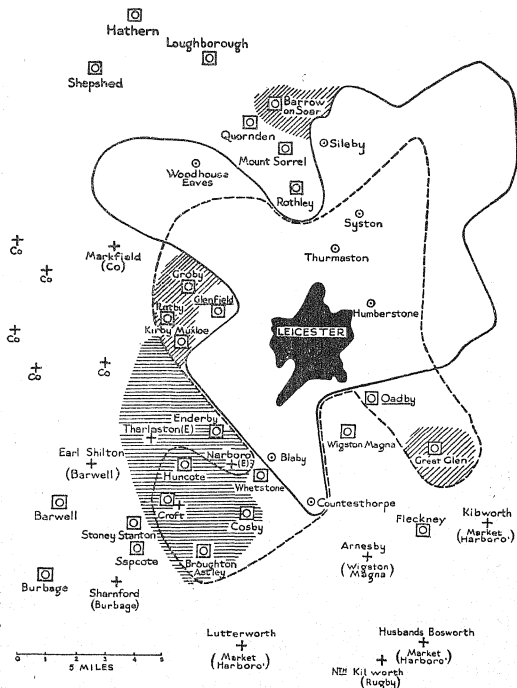 Hathern
Loughborough
Shepshed
Barrow
on Soar
Quornden
Sileby
Mount Sorrel
Woodhouse
Eaves
Rothley
Syston
Co
Markfield
(Co)
Thurmaston
Co
Groby
Glenfield
Ratby
Humberstone
Co
LEICESTER
Kirby Muxloe
Co
Co
Oadby
Enderby
Thurlaston (E)
Wigston Magna
Earl Shilton
(Barwell)
Narboro'
(E)
Blaby
Great Glen
Huncote
Whetstone
Barwell
Croft
Countesthorpe
Cosby
Kibworth
(Market
Harboro')
Stoney Stanton
Fleckney
Sapcote
Broughton
Astley
Arnesby
(Wigston
Magna)
Burbage
Sharnford
(Burbage)
Lutterworth
(Market
Harboro')
Husbands Bosworth
(Market
Harboro')
0 1 2 3 4 5
5 MILES
NTH Kilworth
(Rugby)